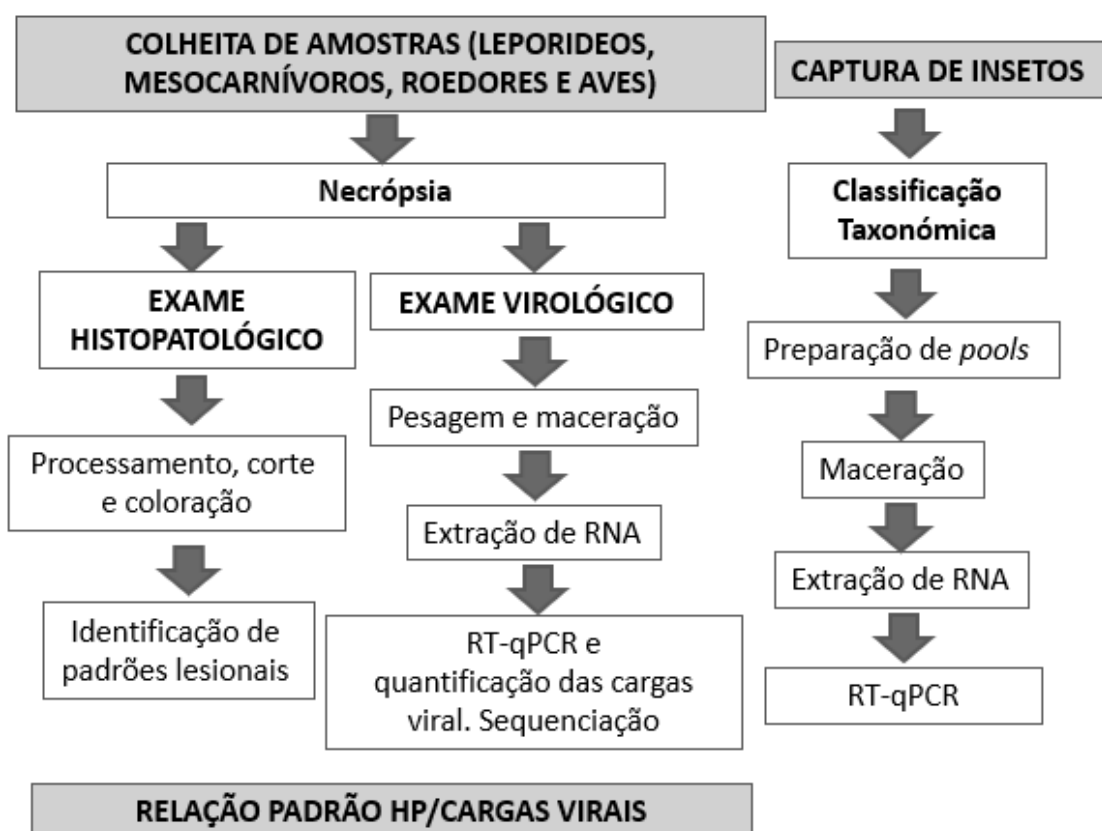 COLHEITA DE AMOSTRAS (LEPORIDEOS,
MESOCARNÍVOROS, ROEDORES E AVES)
Necrópsia
EXAME
HISTOPATOLÓGICO
Processamento, corte
e coloração
Identificação de
padrões lesionais
EXAME VIROLÓGICO
Pesagem e maceração
Extração de RNA
RT-qPCR e
quantificação das cargas
viral. Sequenciação
RELAÇÃO PADRÃO HP/CARGAS VIRAIS
CAPTURA DE INSETOS
Classificação
Taxonómica
Preparação de pools
Maceração
Extração de RNA
RT-qPCR